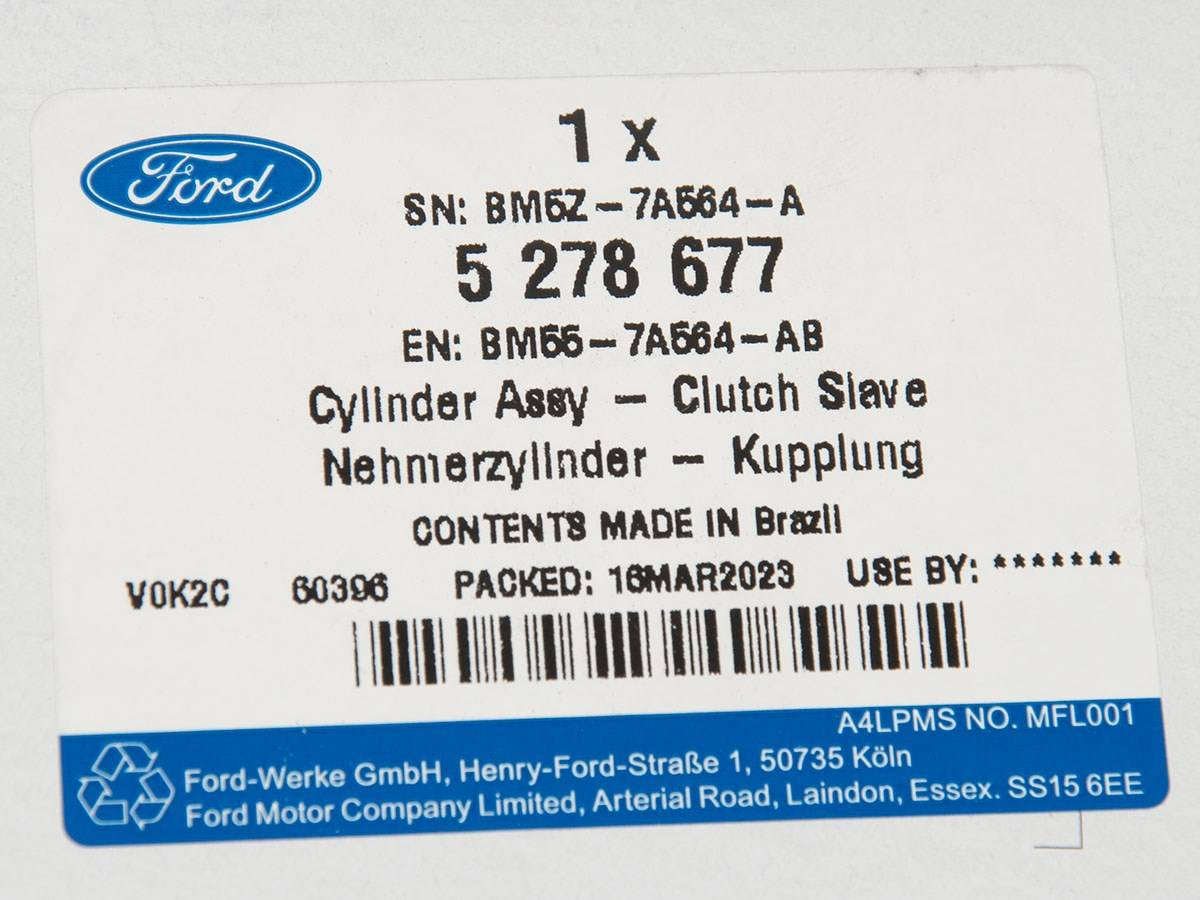 Ford
1 x
SN: BM5Z-7A564-A
5 278 677
EN: BM55-7A564-AB
Cylinder Assy - Clutch Slave
Nehmerzylinder - Kupplung
CONTENTS MADE IN Brazil
V0K2C 60396 PACKED: 16MAR2023 USE BY: *******
A4LPMS NO. MFL001
Ford-Werke GmbH, Henry-Ford-Straße 1, 50735 Köln
Ford Motor Company Limited, Arterial Road, Laindon, Essex. SS15 6EE